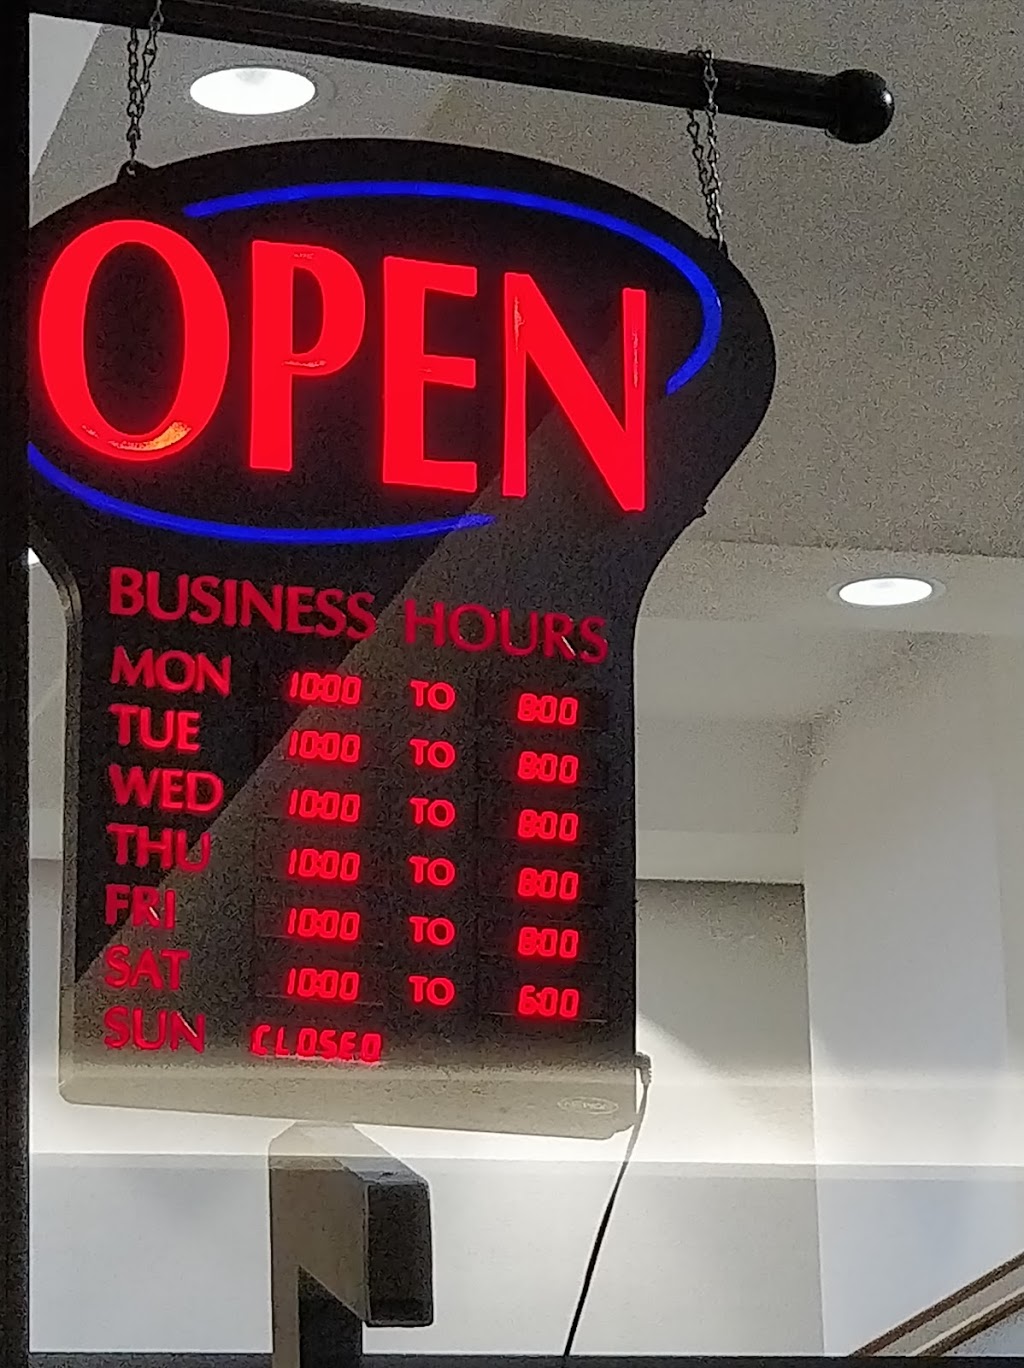 OPEN
BUSINESS HOURS
MON 10:00 TO 8:00
TUE 10:00 TO 8:00
WED 10:00 TO 8:00
THU 10:00 TO 8:00
FRI 10:00 TO 8:00
SAT 10:00 TO 6:00
SUN CLOSED